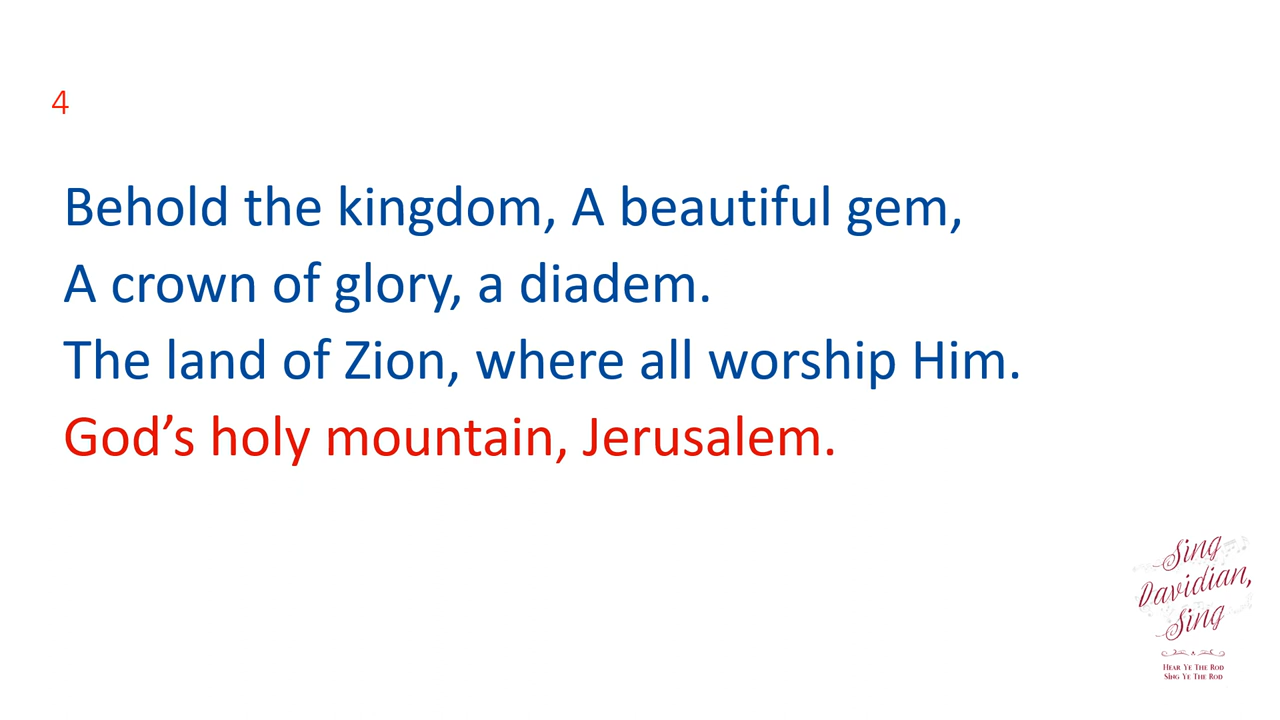 4
Behold the kingdom, A beautiful gem,
A crown of glory, a diadem.
The land of Zion, where all worship Him.
God’s holy mountain, Jerusalem.
Sing
Davidian,
Sing
Hear Ye The Rod
Sing Ye The Rod